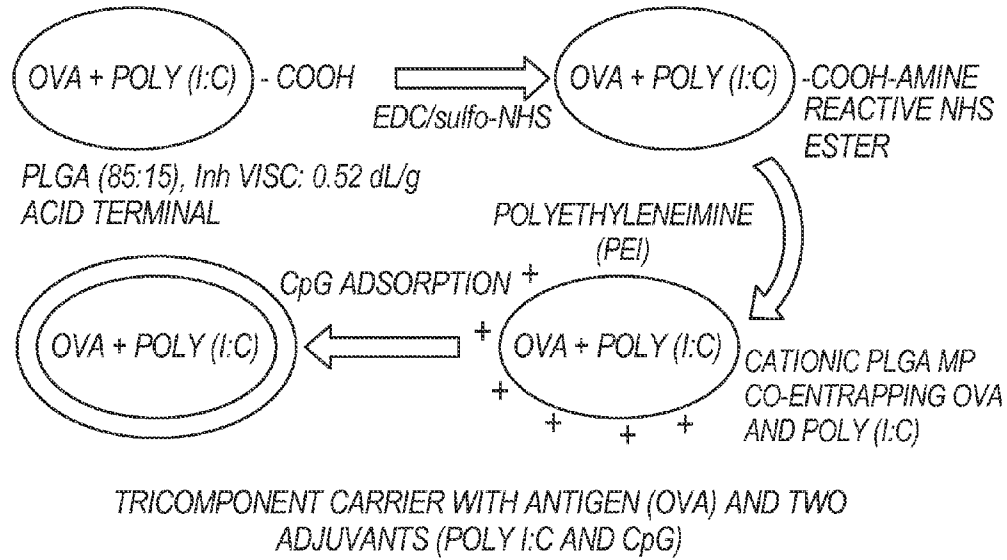 OVA + POLY (I:C)
- COOH
EDC/sulfo-NHS
OVA + POLY (I:C)
-COOH-AMINE
REACTIVE NHS
ESTER
PLGA (85:15), Inh VISC: 0.52 dL/g
ACID TERMINAL
POLYETHYLENEIMINE
(PEI)
+ + + + + +
OVA + POLY (I:C)
CATIONIC PLGA MP
CO-ENTRAPPING OVA
AND POLY (I:C)
CpG ADSORPTION
OVA + POLY (I:C)
TRICOMPONENT CARRIER WITH ANTIGEN (OVA) AND TWO
ADJUVANTS (POLY I:C AND CpG)